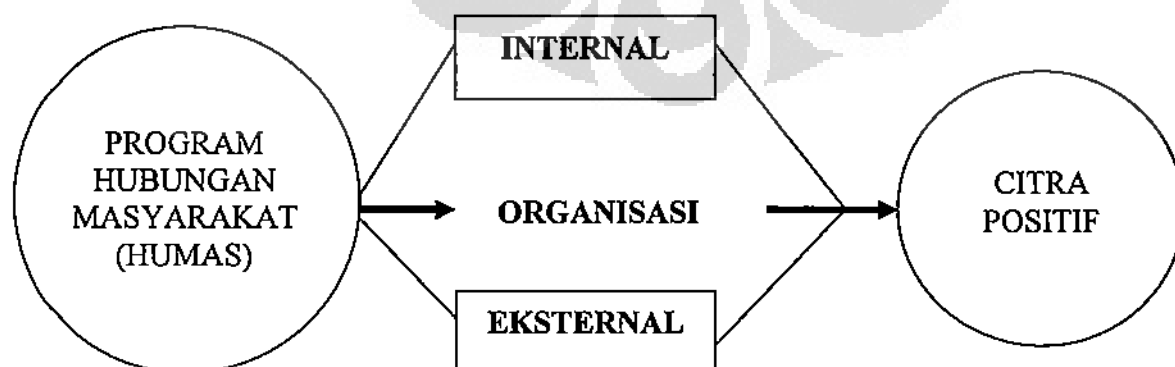 PROGRAM
HUBUNGAN
MASYARAKAT
(HUMAS)
INTERNAL
ORGANISASI
EKSTERNAL
CITRA
POSITIF